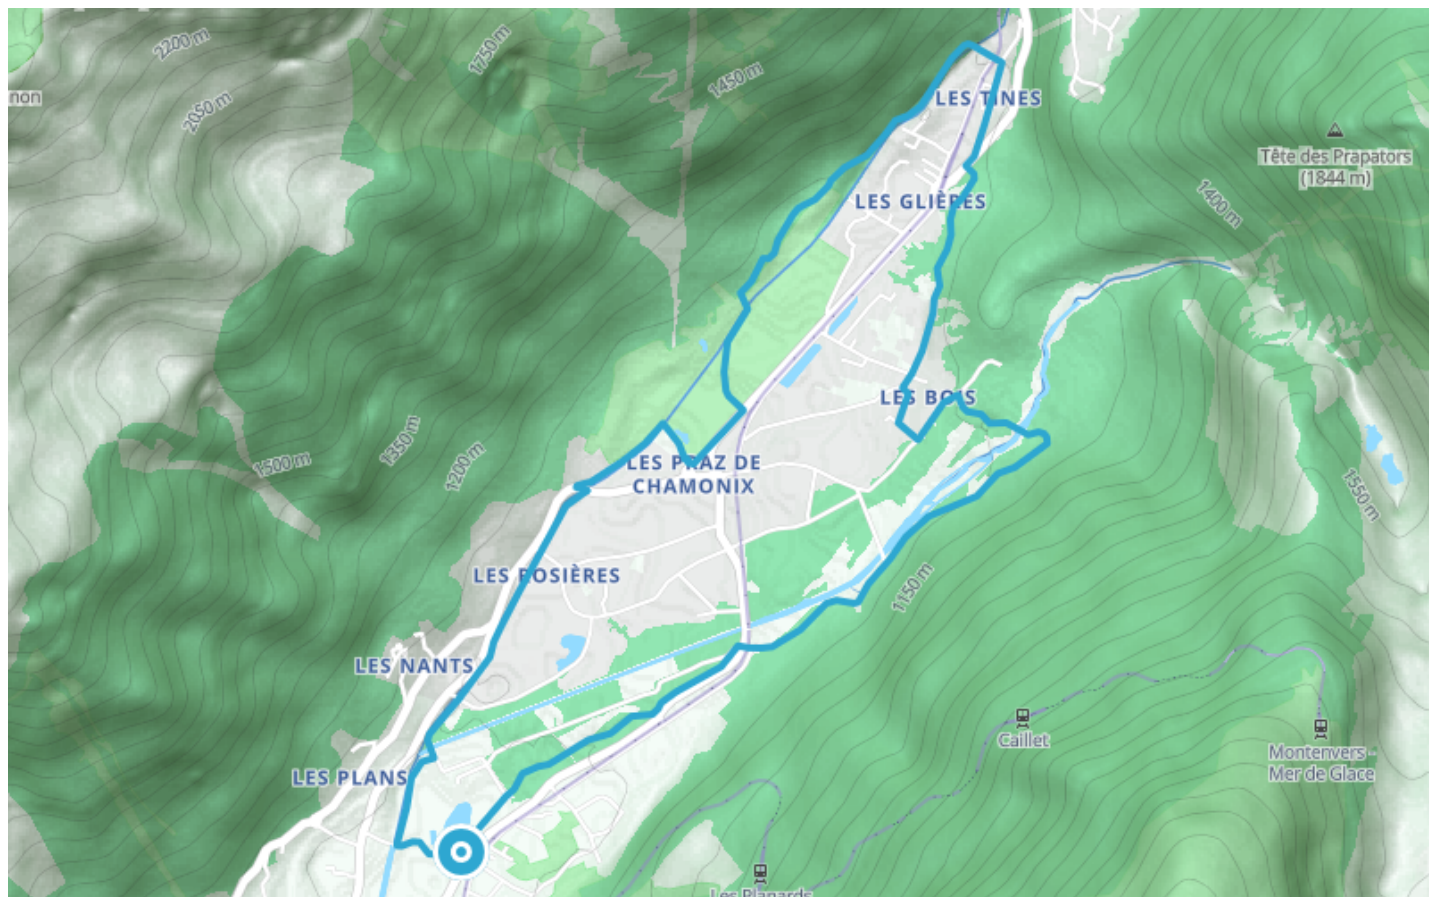 2200 m
1750 m
1450 m
non
2050 m
LES TINES
Tête des Prapators
(1844 m)
LES GLIÈRES
1400 m
LES BOIS
1350 m
1500 m
1200 m
LES PRAZ DE
CHAMONIX
1550 m
LES ROSIÈRES
1150 m
LES NANTS
Caillet
Montenvers -
Mer de Glace
LES PLANS
Les Planards